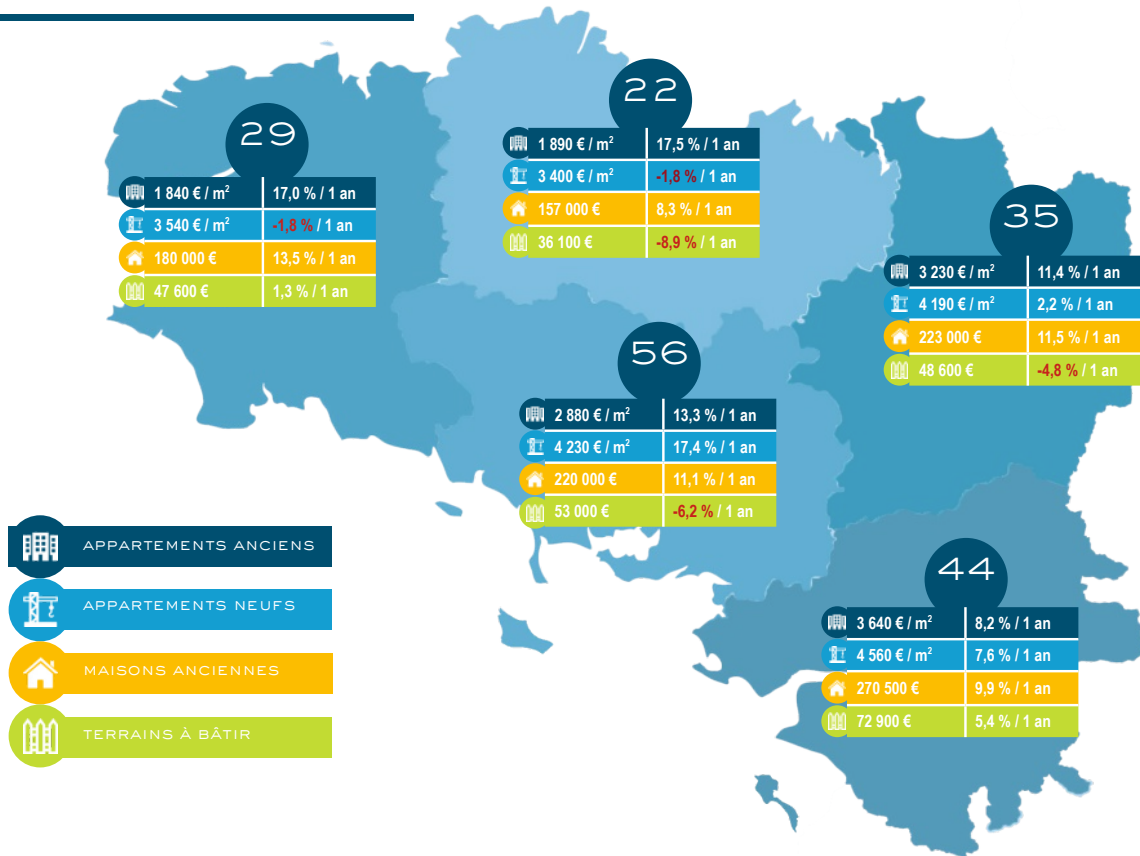 29
1 840 € / m² 17,0 % / 1 an
3 540 € / m² -1,8 % / 1 an
180 000 € 13,5 % / 1 an
47 600 € 1,3 % / 1 an
22
1 890 € / m² 17,5 % / 1 an
3 400 € / m² -1,8 % / 1 an
157 000 € 8,3 % / 1 an
36 100 € -8,9 % / 1 an
35
3 230 € / m² 11,4 % / 1 an
4 190 € / m² 2,2 % / 1 an
223 000 € 11,5 % / 1 an
48 600 € -4,8 % / 1 an
56
2 880 € / m² 13,3 % / 1 an
4 230 € / m² 17,4 % / 1 an
220 000 € 11,1 % / 1 an
53 000 € -6,2 % / 1 an
44
3 640 € / m² 8,2 % / 1 an
4 560 € / m² 7,6 % / 1 an
270 500 € 9,9 % / 1 an
72 900 € 5,4 % / 1 an
APPARTEMENTS ANCIENS
APPARTEMENTS NEUFS
MAISONS ANCIENNES
TERRAINS À BÂTIR